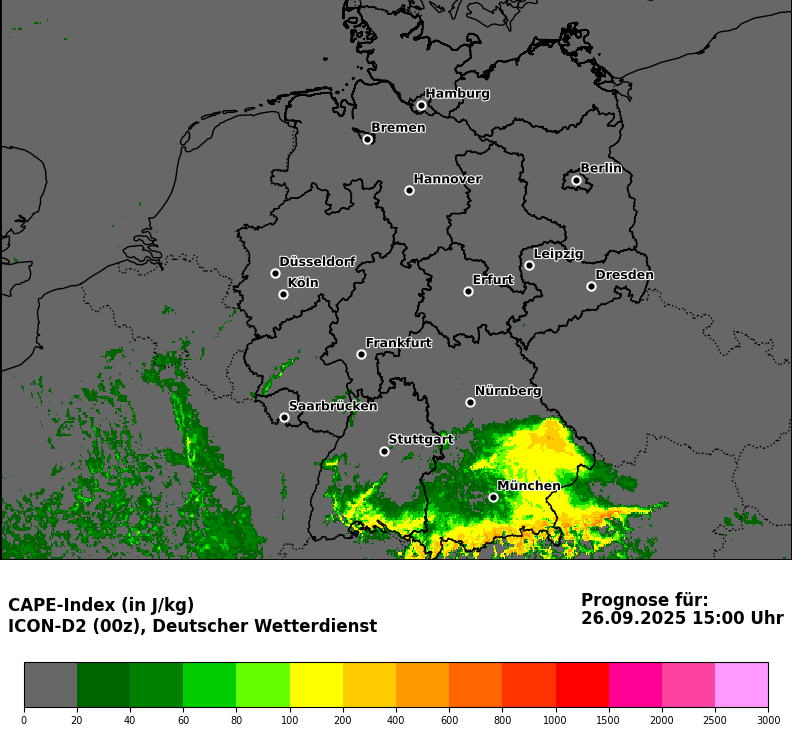 Hamburg
Bremen
Berlin
Hannover
Leipzig
Düsseldorf
Dresden
Köln
Erfurt
Frankfurt
Nürnberg
Saarbrücken
Stuttgart
München
CAPE-Index (in J/kg)
ICON-D2 (00z), Deutscher Wetterdienst
Prognose für:
26.09.2025 15:00 Uhr
0 20 40 60 80 100 200 400 600 800 1000 1500 2000 2500 3000